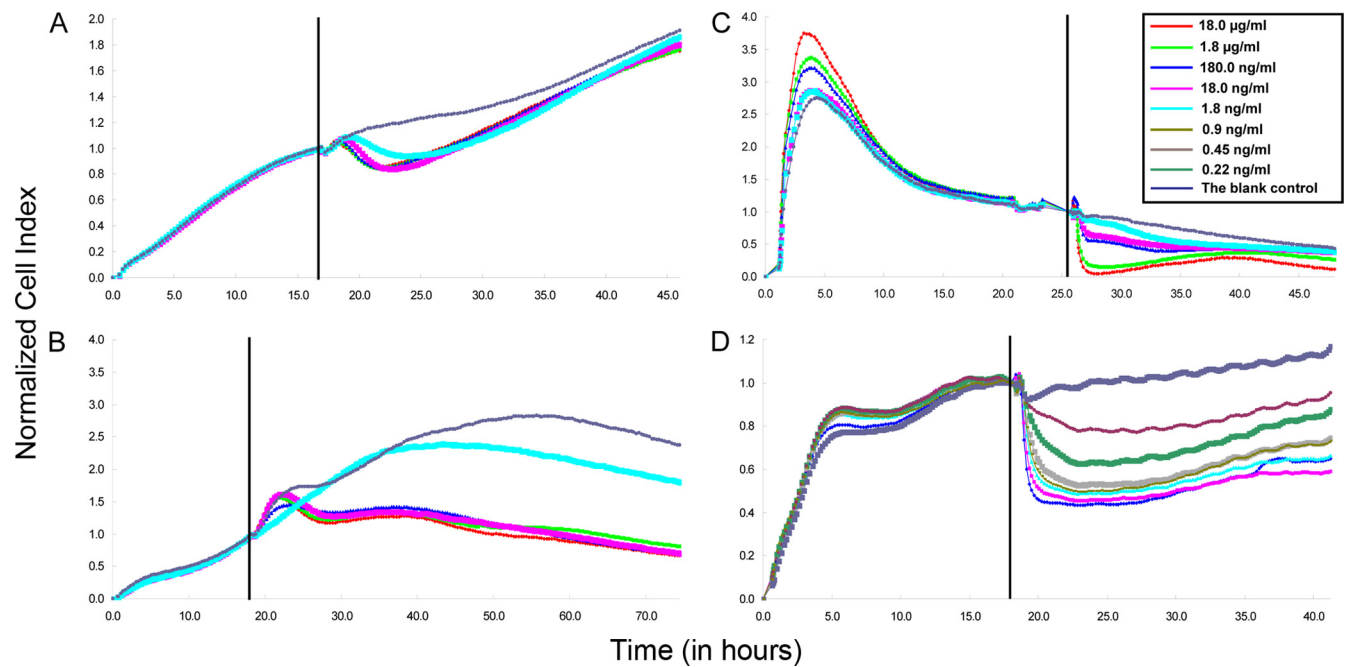 A
2.0
1.8
1.6
1.4
1.2
1.0
0.8
0.6
0.4
0.2
0.0
0.0 5.0 10.0 15.0 20.0 25.0 30.0 35.0 40.0 45.0
C
4.0
3.5
3.0
2.5
2.0
1.5
1.0
0.5
0.0
0.0 5.0 10.0 15.0 20.0 25.0 30.0 35.0 40.0 45.0
18.0 µg/ml
1.8 µg/ml
180.0 ng/ml
18.0 ng/ml
1.8 ng/ml
0.9 ng/ml
0.45 ng/ml
0.22 ng/ml
The blank control
Normalized Cell Index
B
4.0
3.5
3.0
2.5
2.0
1.5
1.0
0.5
0.0
0.0 10.0 20.0 30.0 40.0 50.0 60.0 70.0
D
1.2
1.0
0.8
0.6
0.4
0.2
0.0
0.0 5.0 10.0 15.0 20.0 25.0 30.0 35.0 40.0
Time (in hours)